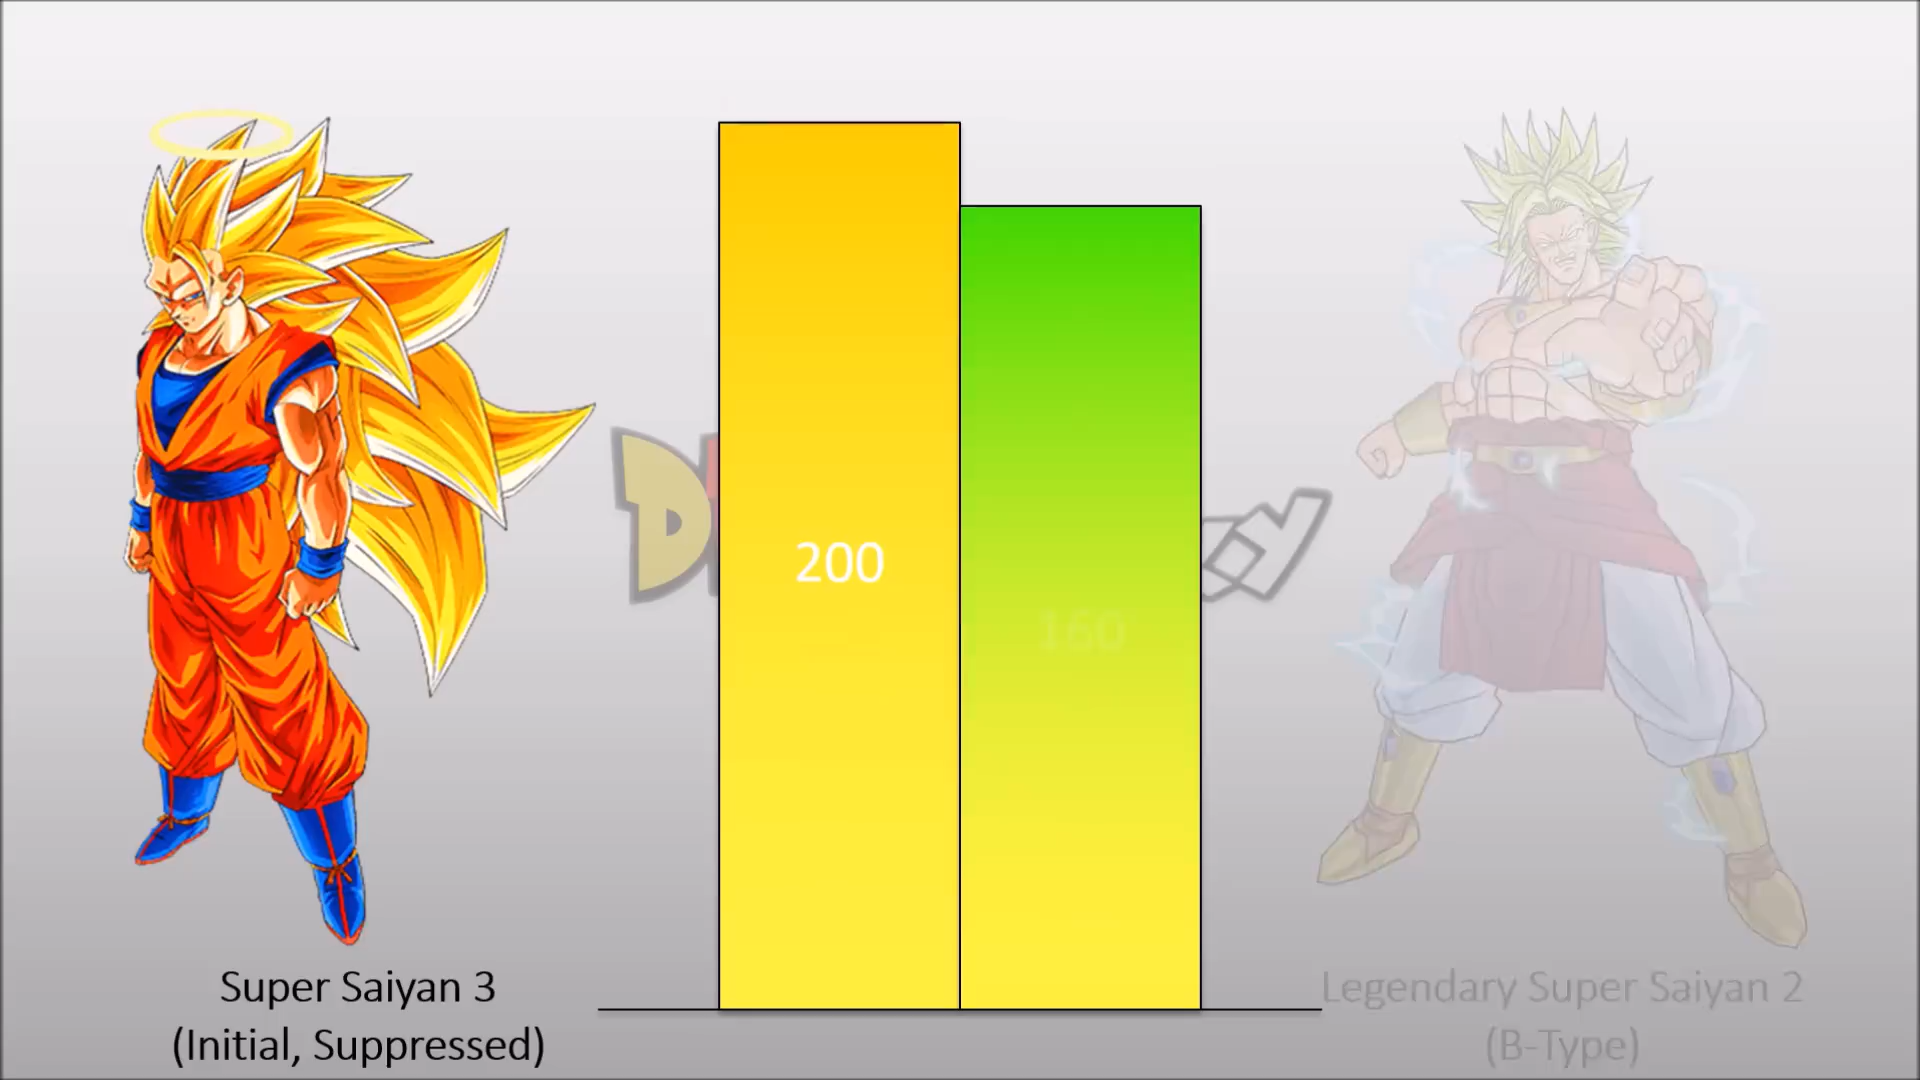 200
160
Super Saiyan 3
(Initial, Suppressed)
Legendary Super Saiyan 2
(B-Type)